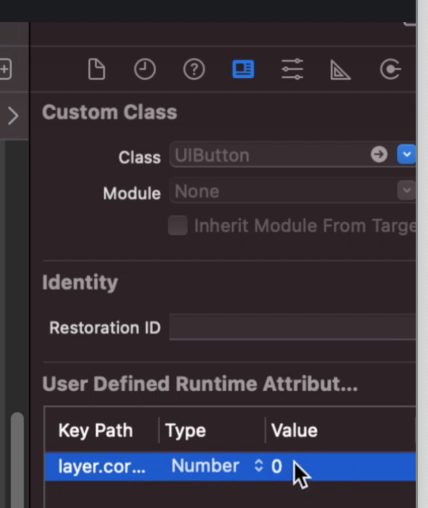 Custom Class
Class UIButton
Module None
Inherit Module From Targe
Identity
Restoration ID
User Defined Runtime Attribut...
Key Path Type Value
layer.cor... Number 0